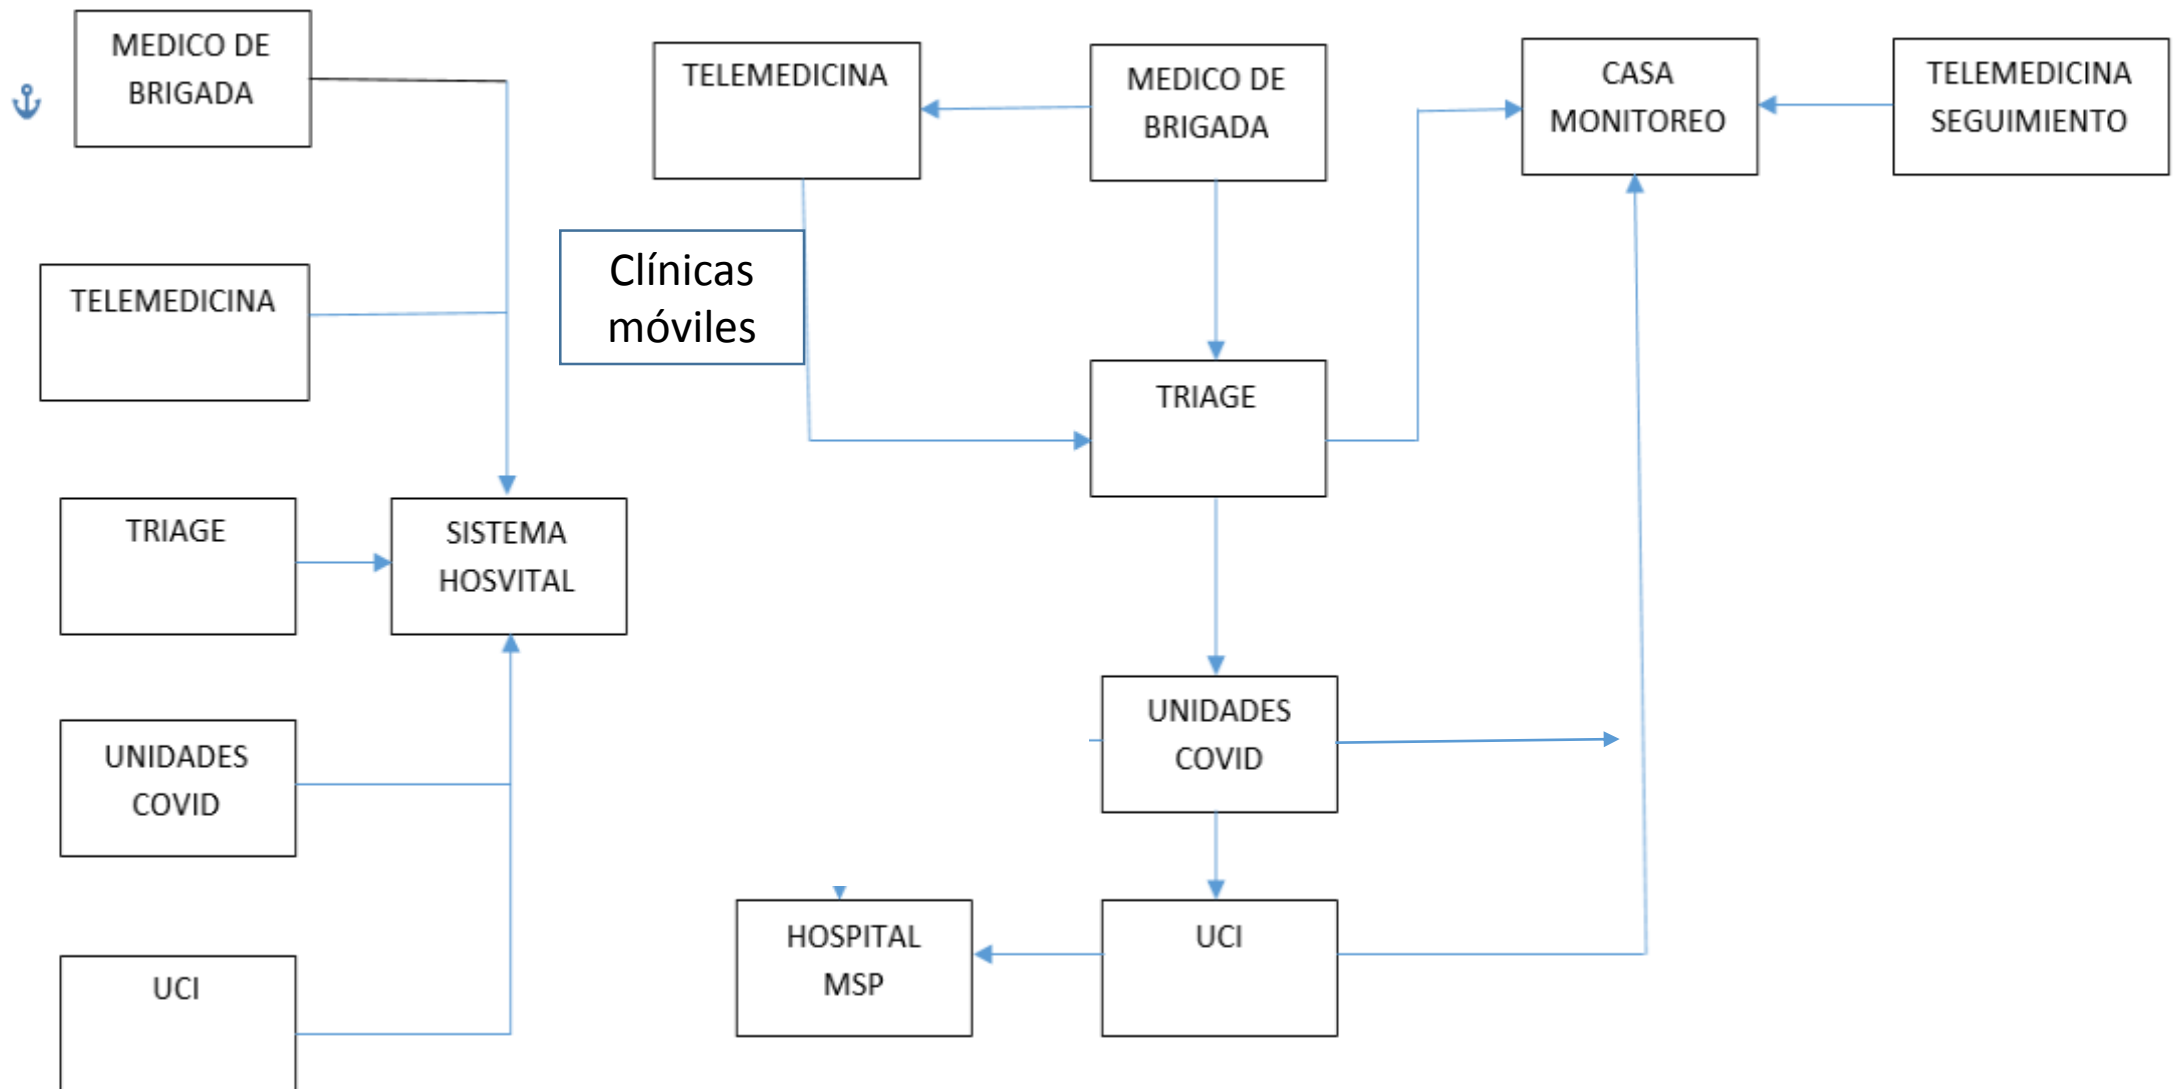 MEDICO DE
BRIGADA
TELEMEDICINA
TRIAGE
SISTEMA
HOSVITAL
UNIDADES
COVID
UCI
TELEMEDICINA
MEDICO DE
BRIGADA
CASA
MONITOREO
TELEMEDICINA
SEGUIMIENTO
Clínicas
móviles
TRIAGE
UNIDADES
COVID
HOSPITAL
MSP
UCI